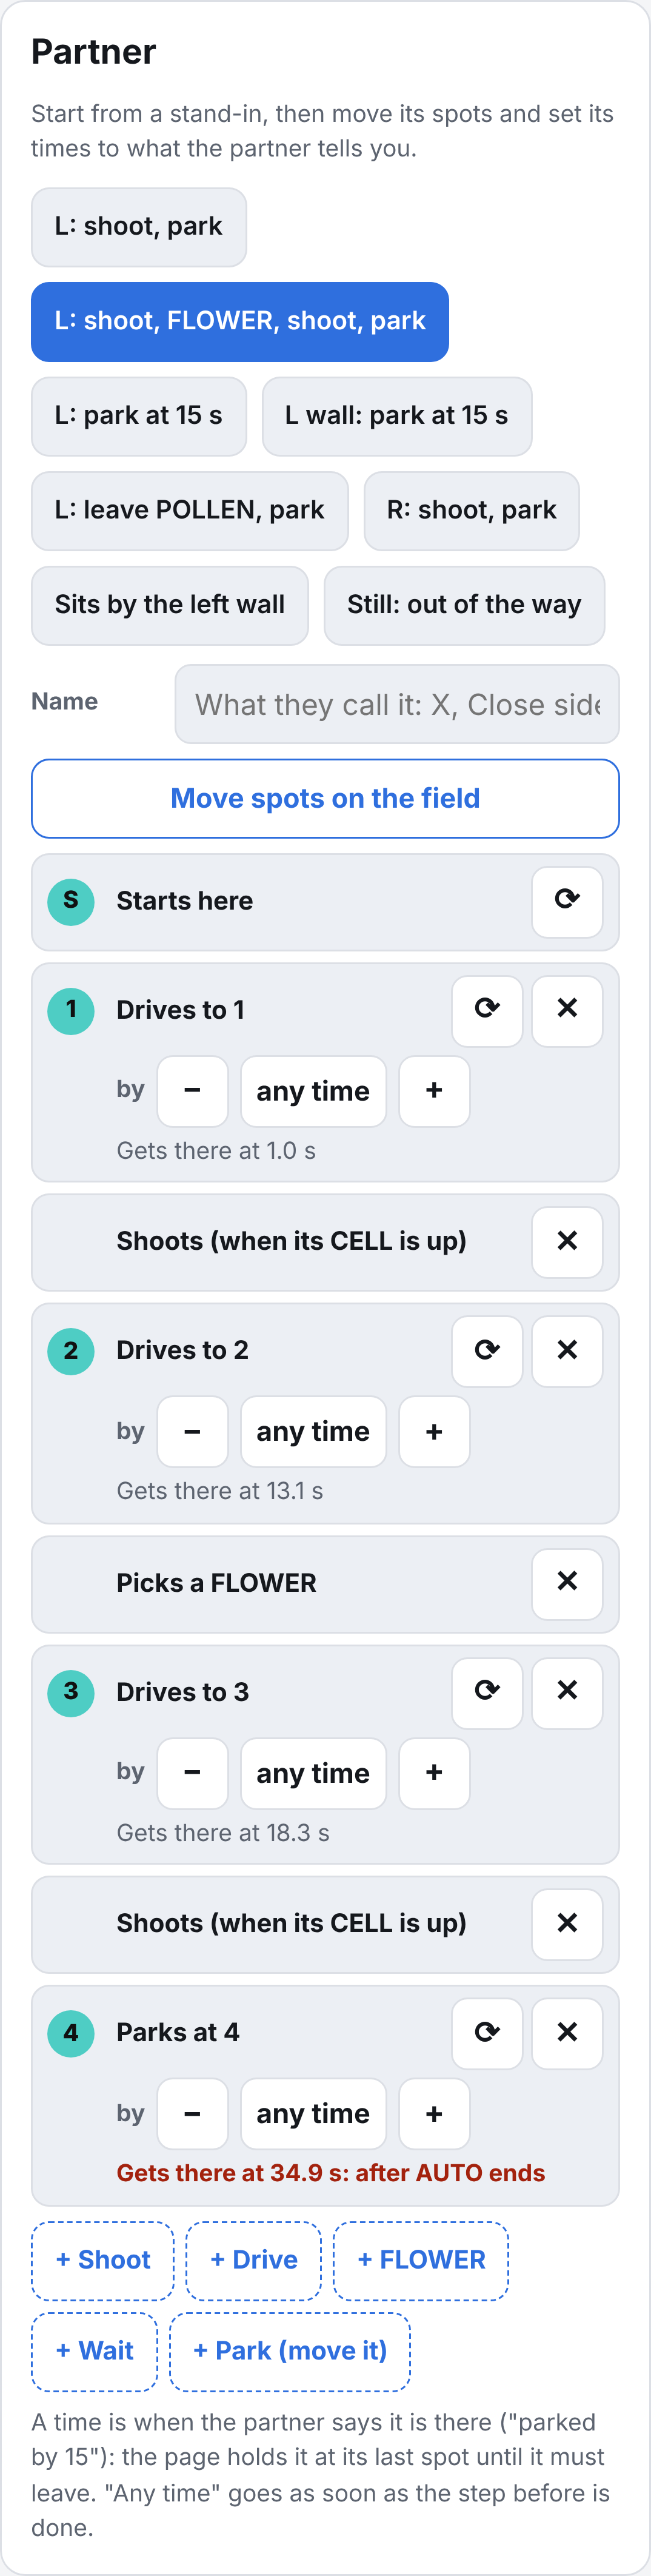 Partner
Start from a stand-in, then move its spots and set its
times to what the partner tells you.
L: shoot, park
L: shoot, FLOWER, shoot, park
L: park at 15 s
L wall: park at 15 s
L: leave POLLEN, park
R: shoot, park
Sits by the left wall
Still: out of the way
Name
What they call it: X, Close side
Move spots on the field
S
Starts here
⟳
1
Drives to 1
⟳ ✕
by − any time +
Gets there at 1.0 s
Shoots (when its CELL is up)
✕
2
Drives to 2
⟳ ✕
by − any time +
Gets there at 13.1 s
Picks a FLOWER
✕
3
Drives to 3
⟳ ✕
by − any time +
Gets there at 18.3 s
Shoots (when its CELL is up)
✕
4
Parks at 4
⟳ ✕
by − any time +
Gets there at 34.9 s: after AUTO ends
+ Shoot
+ Drive
+ FLOWER
+ Wait
+ Park (move it)
A time is when the partner says it is there ("parked
by 15"): the page holds it at its last spot until it must
leave. "Any time" goes as soon as the step before is
done.